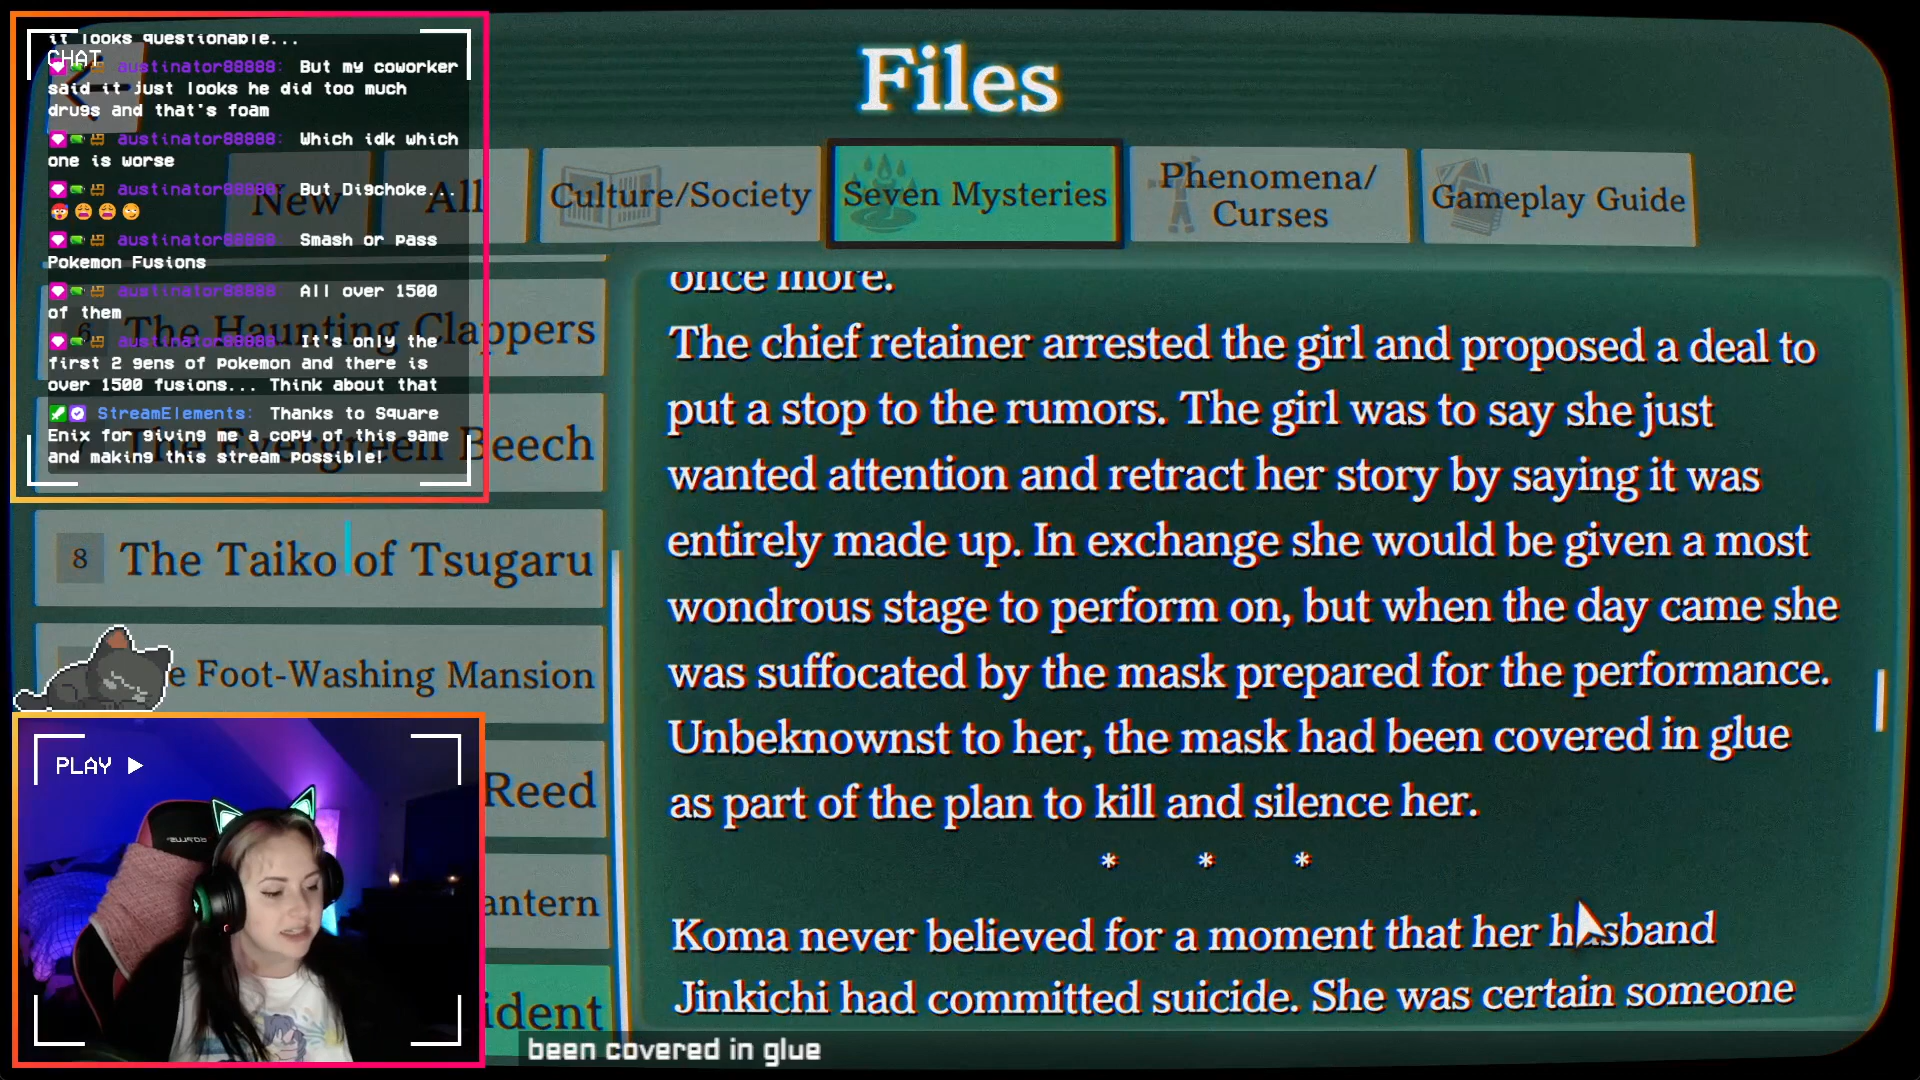 it looks questionable...
CHAT
austinator88888: But my coworker
said it just looks he did too much
drugs and that's foam
austinator88888: Which idk which
one is worse
austinator88888: But Digchoke...
austinator88888: Smash or pass
Pokemon Fusions
austinator88888: All over 1500
of them
austinator88888: It's only the
first 2 gens of pokemon and there is
over 1500 fusions... Think about that
StreamElements: Thanks to Square
Enix for giving me a copy of this game
and making this stream possible!
Files
New
All
Culture/Society
Seven Mysteries
Phenomena/
Curses
Gameplay Guide
6 The Haunting Clappers
The Evergreen Beech
8 The Taiko of Tsugaru
e Foot-Washing Mansion
Reed
antern
ident
once more.
The chief retainer arrested the girl and proposed a deal to
put a stop to the rumors. The girl was to say she just
wanted attention and retract her story by saying it was
entirely made up. In exchange she would be given a most
wondrous stage to perform on, but when the day came she
was suffocated by the mask prepared for the performance.
Unbeknownst to her, the mask had been covered in glue
as part of the plan to kill and silence her.
* * *
Koma never believed for a moment that her husband
Jinkichi had committed suicide. She was certain someone
PLAY
been covered in glue